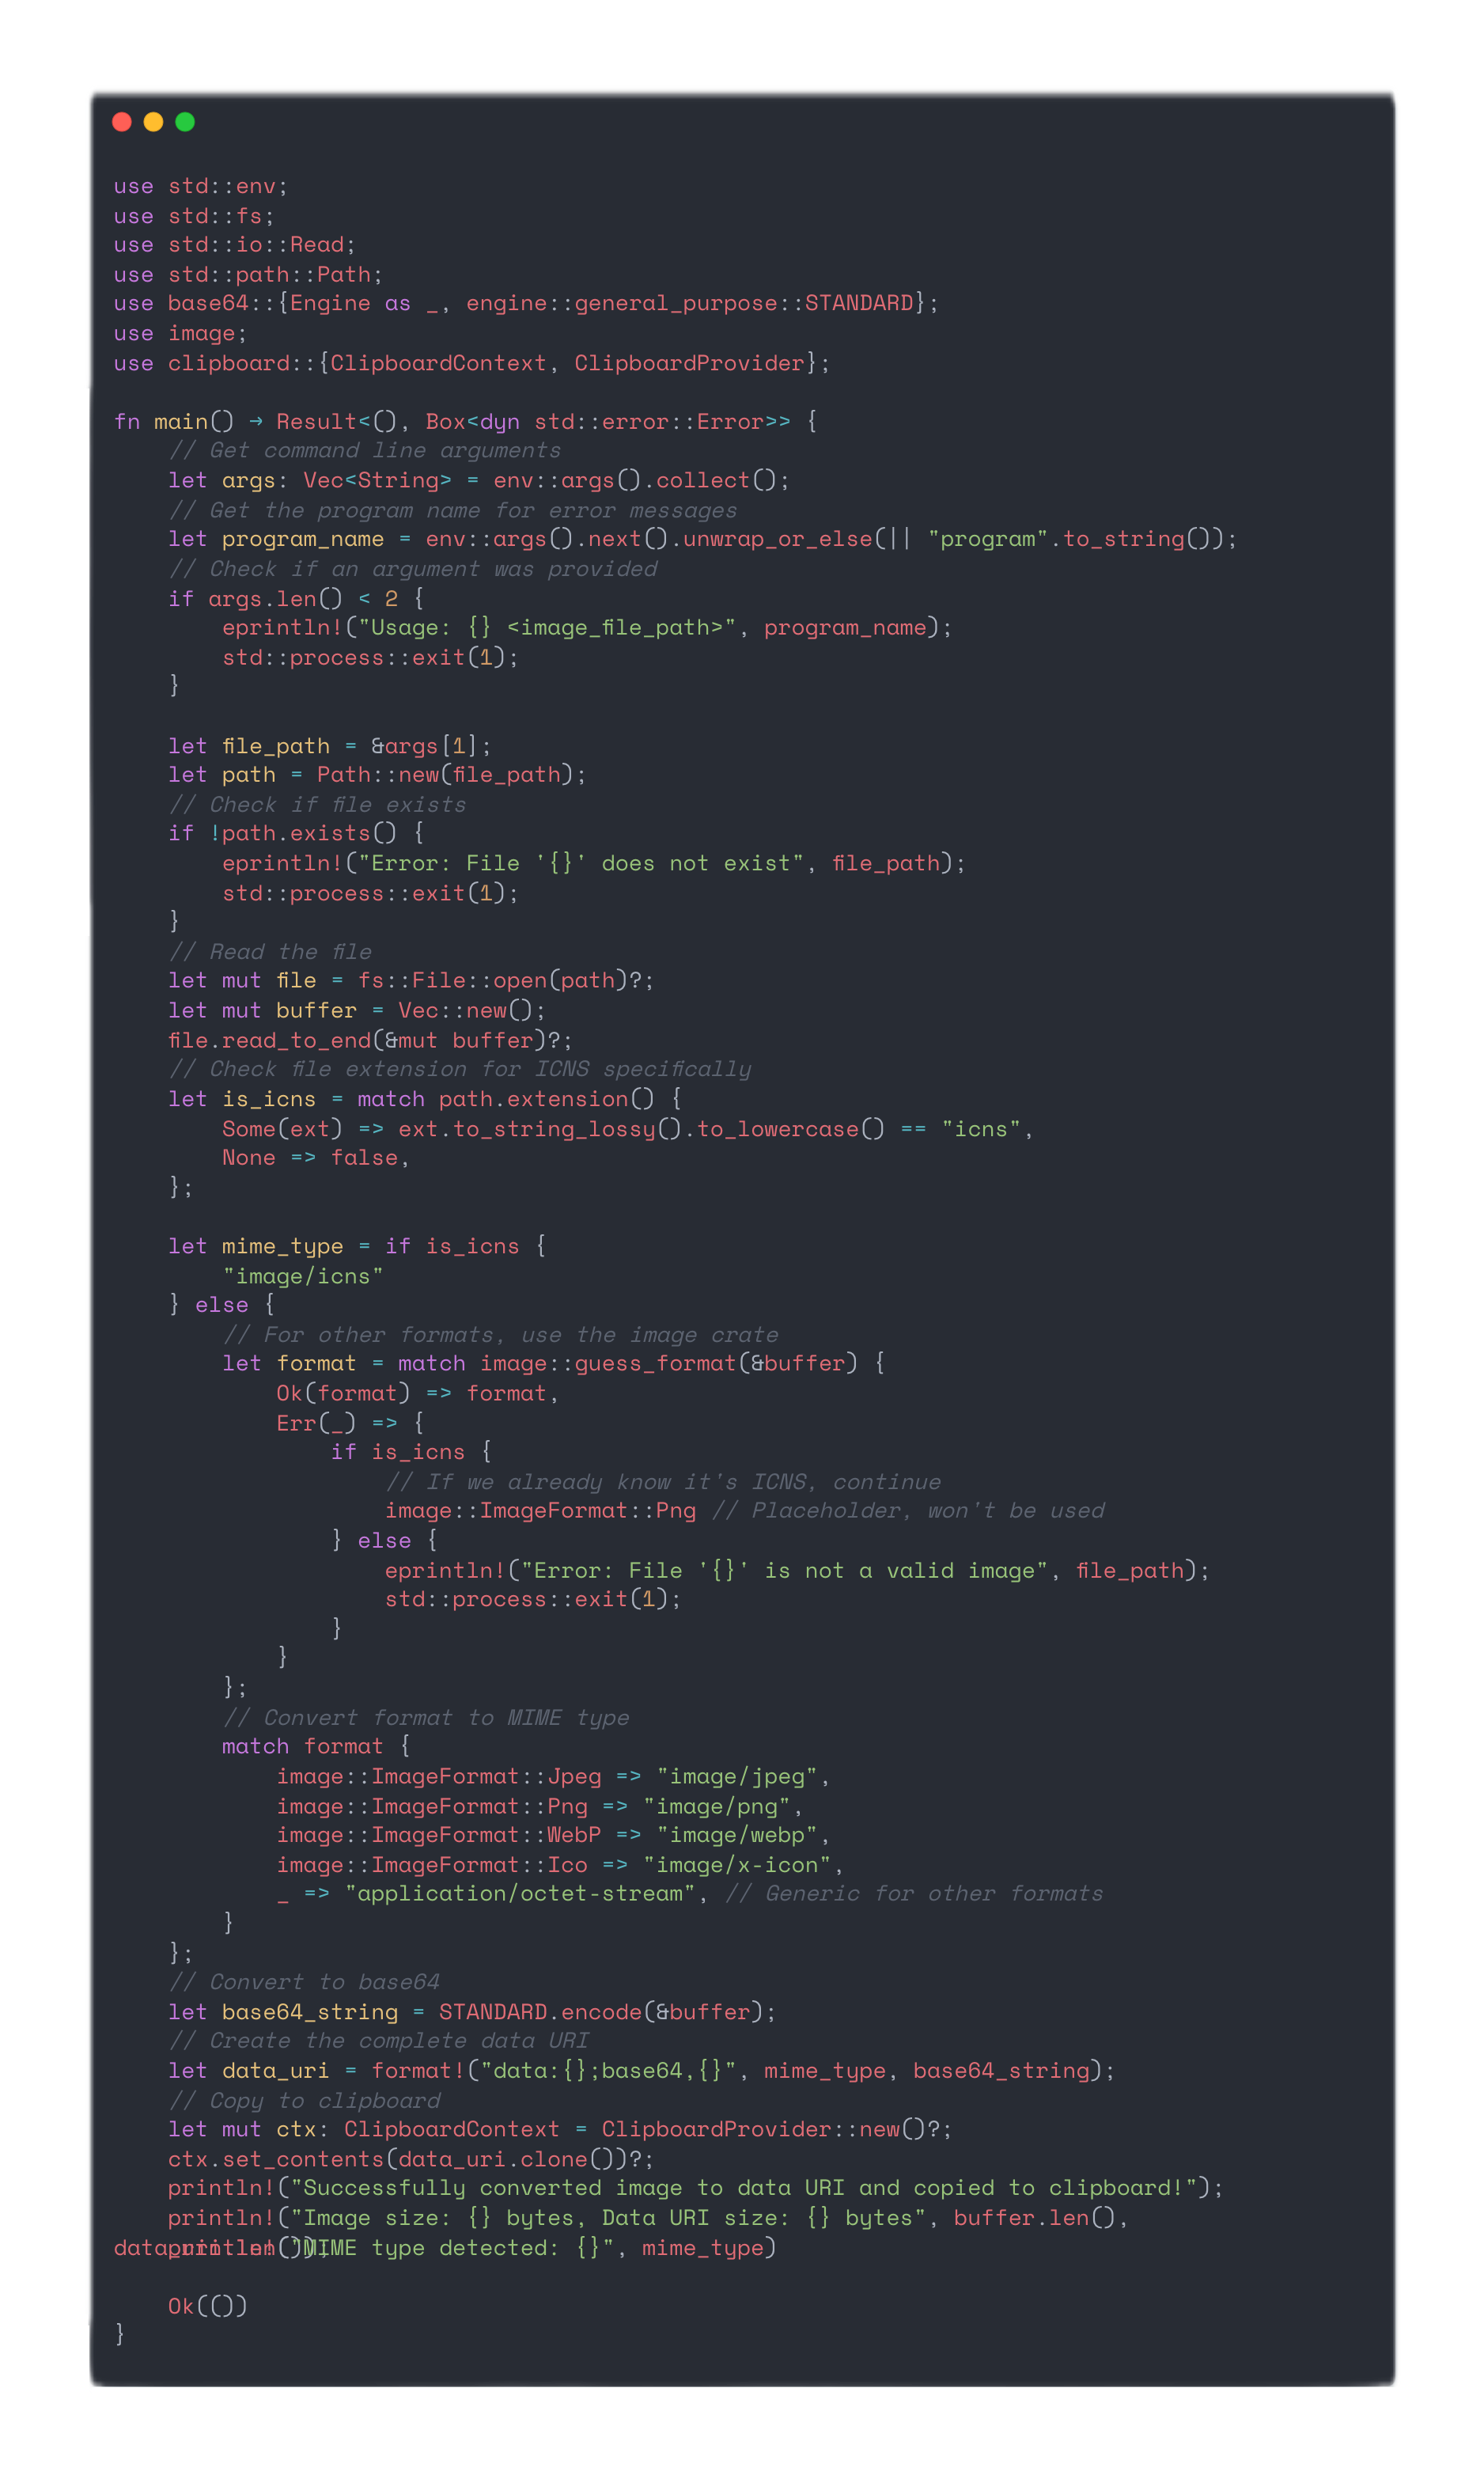 use std::env;
use std::fs;
use std::io::Read;
use std::path::Path;
use base64::{Engine as _, engine::general_purpose::STANDARD};
use image;
use clipboard::{ClipboardContext, ClipboardProvider};

fn main() → Result<(), Box<dyn std::error::Error>> {
    // Get command line arguments
    let args: Vec<String> = env::args().collect();
    // Get the program name for error messages
    let program_name = env::args().next().unwrap_or_else(|| "program".to_string());
    // Check if an argument was provided
    if args.len() < 2 {
        eprintln!("Usage: {} <image_file_path>", program_name);
        std::process::exit(1);
    }

    let file_path = &args[1];
    let path = Path::new(file_path);
    // Check if file exists
    if !path.exists() {
        eprintln!("Error: File '{}' does not exist", file_path);
        std::process::exit(1);
    }
    // Read the file
    let mut file = fs::File::open(path)?;
    let mut buffer = Vec::new();
    file.read_to_end(&mut buffer)?;
    // Check file extension for ICNS specifically
    let is_icns = match path.extension() {
        Some(ext) => ext.to_string_lossy().to_lowercase() == "icns",
        None => false,
    };

    let mime_type = if is_icns {
        "image/icns"
    } else {
        // For other formats, use the image crate
        let format = match image::guess_format(&buffer) {
            Ok(format) => format,
            Err(_) => {
                if is_icns {
                    // If we already know it's ICNS, continue
                    image::ImageFormat::Png // Placeholder, won't be used
                } else {
                    eprintln!("Error: File '{}' is not a valid image", file_path);
                    std::process::exit(1);
                }
            }
        };
        // Convert format to MIME type
        match format {
            image::ImageFormat::Jpeg => "image/jpeg",
            image::ImageFormat::Png => "image/png",
            image::ImageFormat::WebP => "image/webp",
            image::ImageFormat::Ico => "image/x-icon",
            _ => "application/octet-stream", // Generic for other formats
        }
    };
    // Convert to base64
    let base64_string = STANDARD.encode(&buffer);
    // Create the complete data URI
    let data_uri = format!("data:{};base64,{}", mime_type, base64_string);
    // Copy to clipboard
    let mut ctx: ClipboardContext = ClipboardProvider::new()?;
    ctx.set_contents(data_uri.clone())?;
    println!("Successfully converted image to data URI and copied to clipboard!");
    println!("Image size: {} bytes, Data URI size: {} bytes", buffer.len(),
data_uri.len());
    println!("MIME type detected: {}", mime_type)

    Ok(())
}